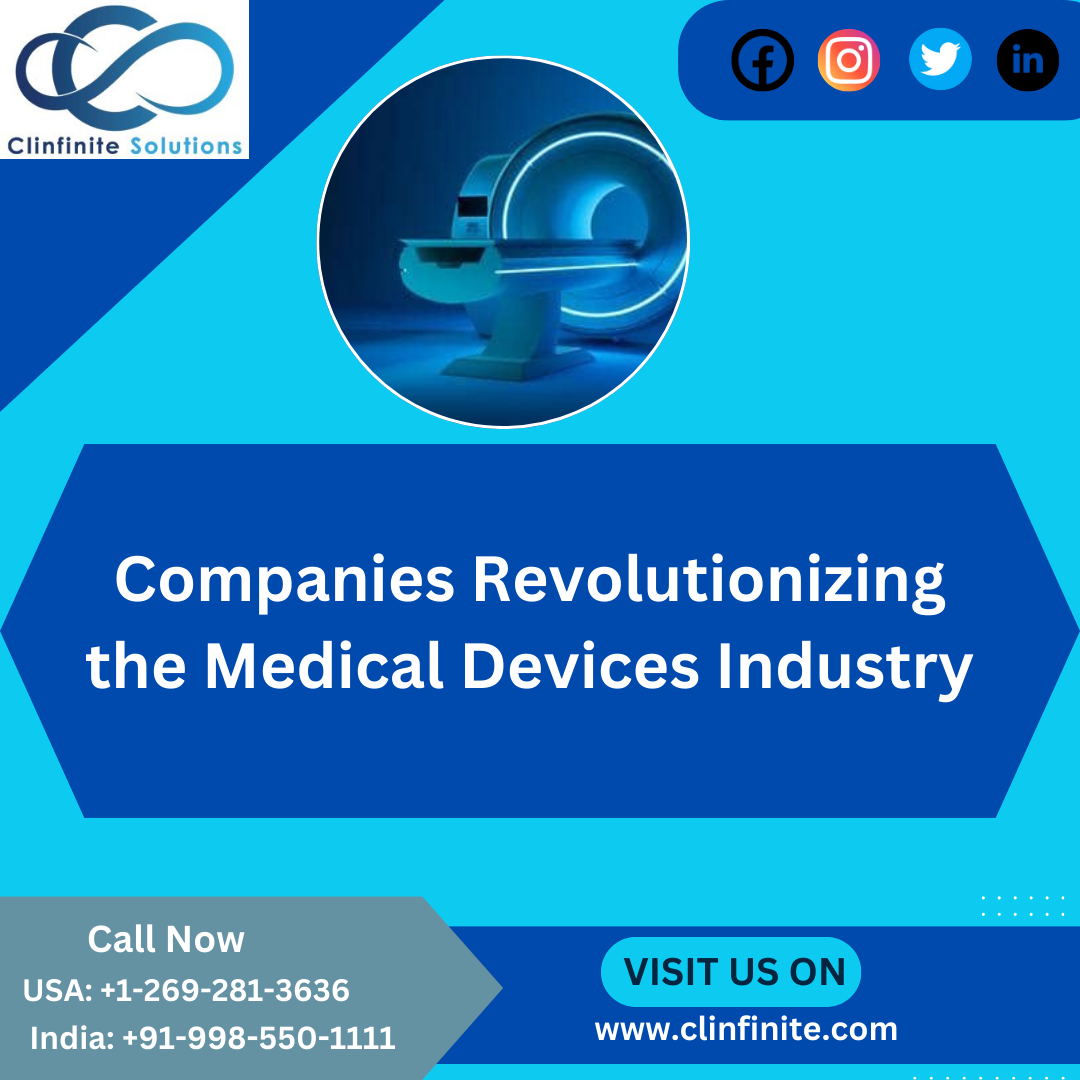 Clinfinite Solutions
Companies Revolutionizing
the Medical Devices Industry
Call Now
USA: +1-269-281-3636
India: +91-998-550-1111
VISIT US ON
www.clinfinite.com